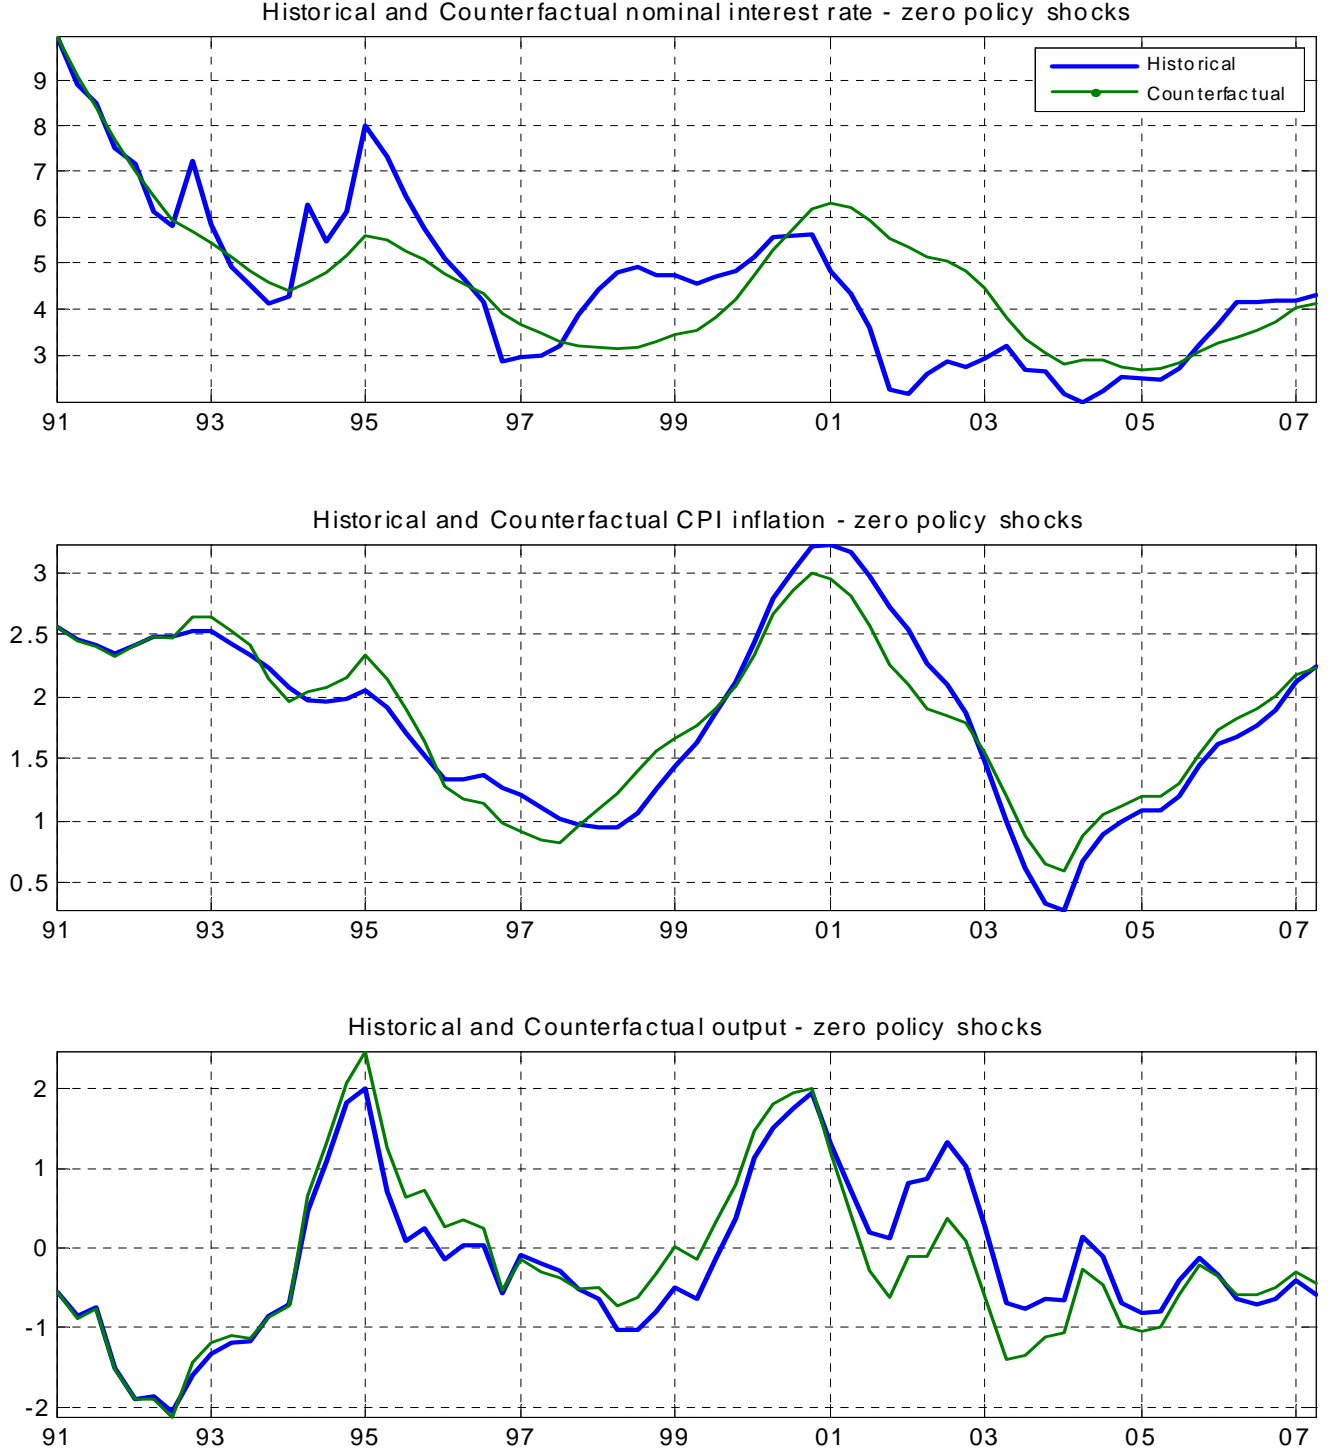 Historical and Counterfactual nominal interest rate - zero policy shocks
Historical
Counterfactual
9
8
7
6
5
4
3
91 93 95 97 99 01 03 05 07
Historical and Counterfactual CPI inflation - zero policy shocks
3
2.5
2
1.5
1
0.5
91 93 95 97 99 01 03 05 07
Historical and Counterfactual output - zero policy shocks
2
1
0
-1
-2
91 93 95 97 99 01 03 05 07